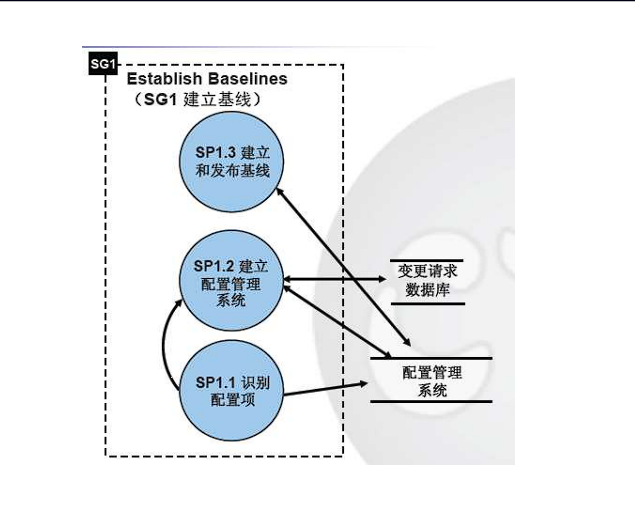 SG1
Establish Baselines
（SG1 建立基线）
SP1.3 建立
和发布基线
SP1.2 建立
配置管理
系统
变更请求
数据库
SP1.1 识别
配置项
配置管理
系统